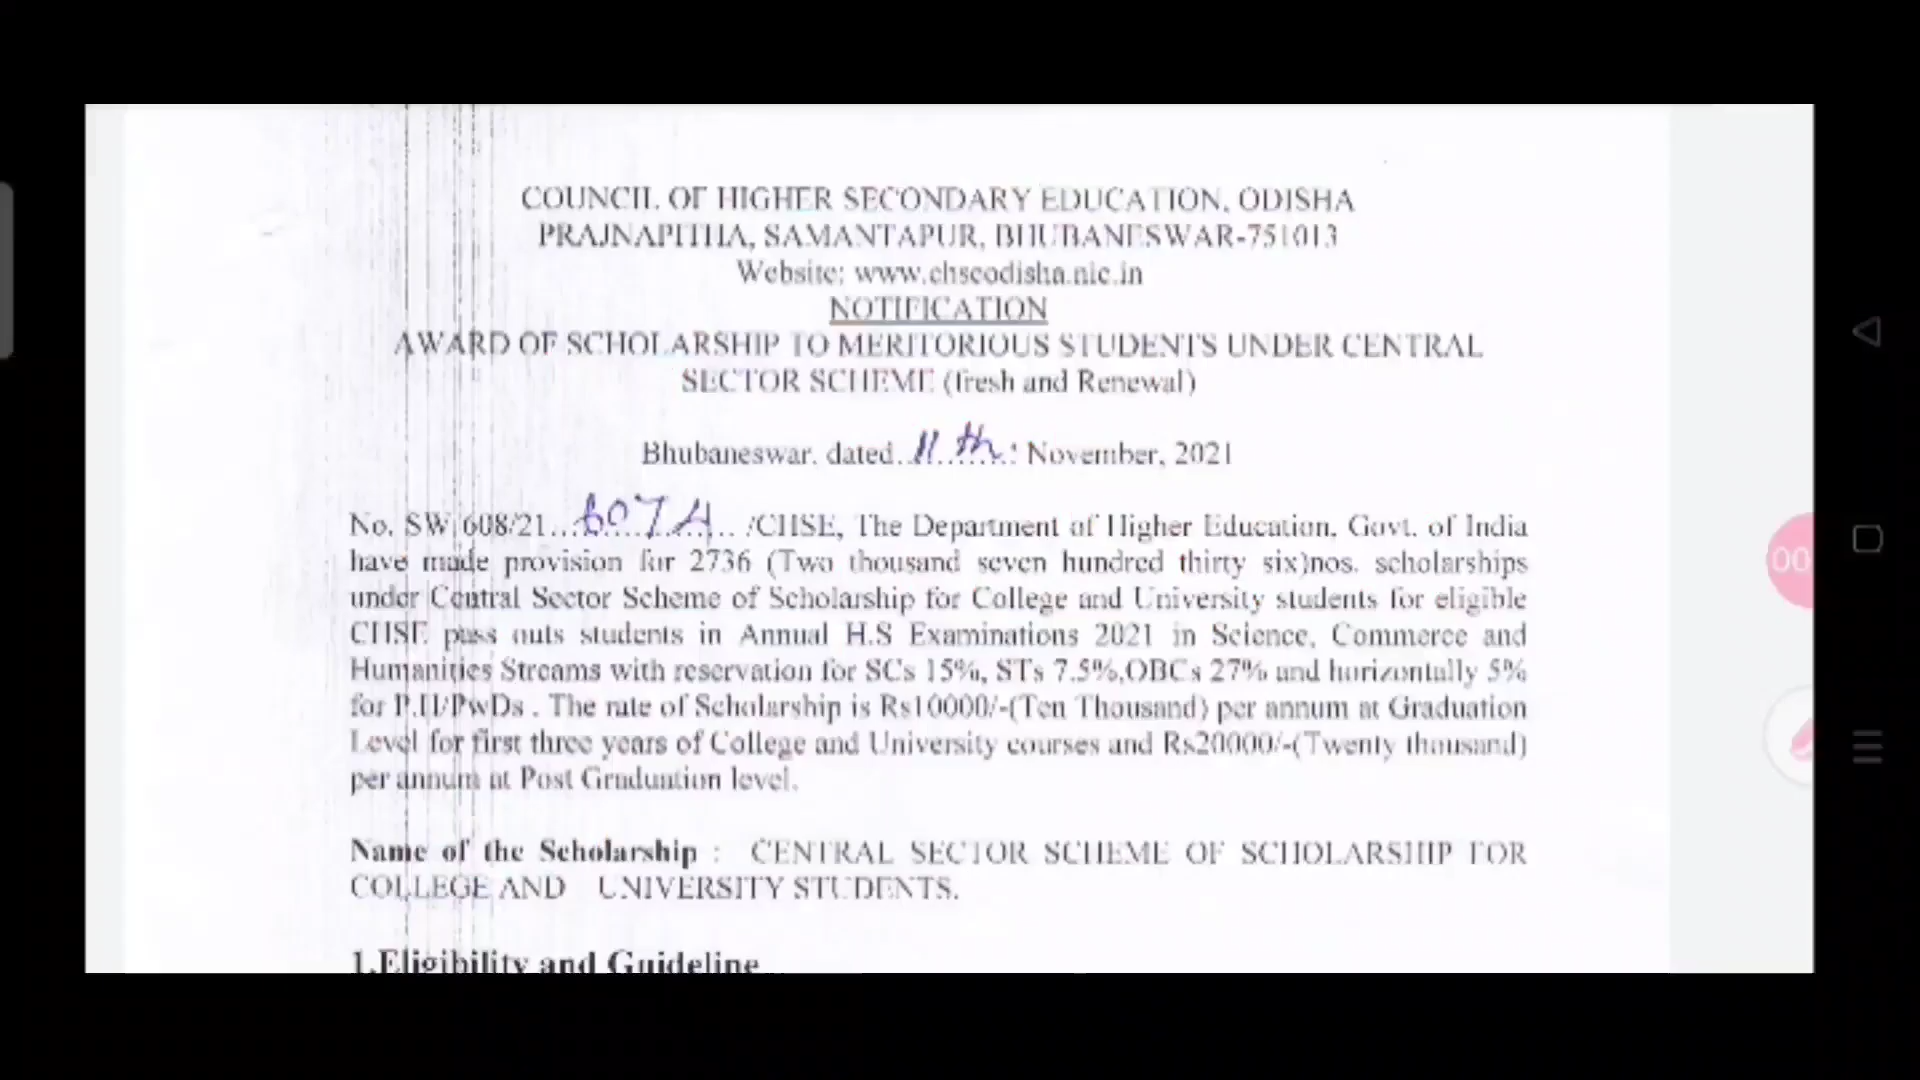 COUNCIL OF HIGHER SECONDARY EDUCATION, ODISHA
PRAJNAPITHA, SAMANTAPUR, BHUBANESWAR-751013
Website: www.chseodisha.nic.in
NOTIFICATION
AWARD OF SCHOLARSHIP TO MERITORIOUS STUDENTS UNDER CENTRAL
SECTOR SCHEME (fresh and Renewal)
Bhubaneswar, dated..11.th..: November, 2021
No. SW 608/21...6074... /CHSE, The Department of Higher Education, Govt. of India
have made provision for 2736 (Two thousand seven hundred thirty six)nos. scholarships
under Central Sector Scheme of Scholarship for College and University students for eligible
CHSE pass outs students in Annual H.S Examinations 2021 in Science, Commerce and
Humanities Streams with reservation for SCs 15%, STs 7.5%,OBCs 27% and horizontally 5%
for P.H/PwDs . The rate of Scholarship is Rs10000/-(Ten Thousand) per annum at Graduation
Level for first three years of College and University courses and Rs20000/-(Twenty thousand)
per annum at Post Graduation level.
Name of the Scholarship : CENTRAL SECTOR SCHEME OF SCHOLARSHIP FOR
COLLEGE AND UNIVERSITY STUDENTS.
1.Eligibility and Guideline
00